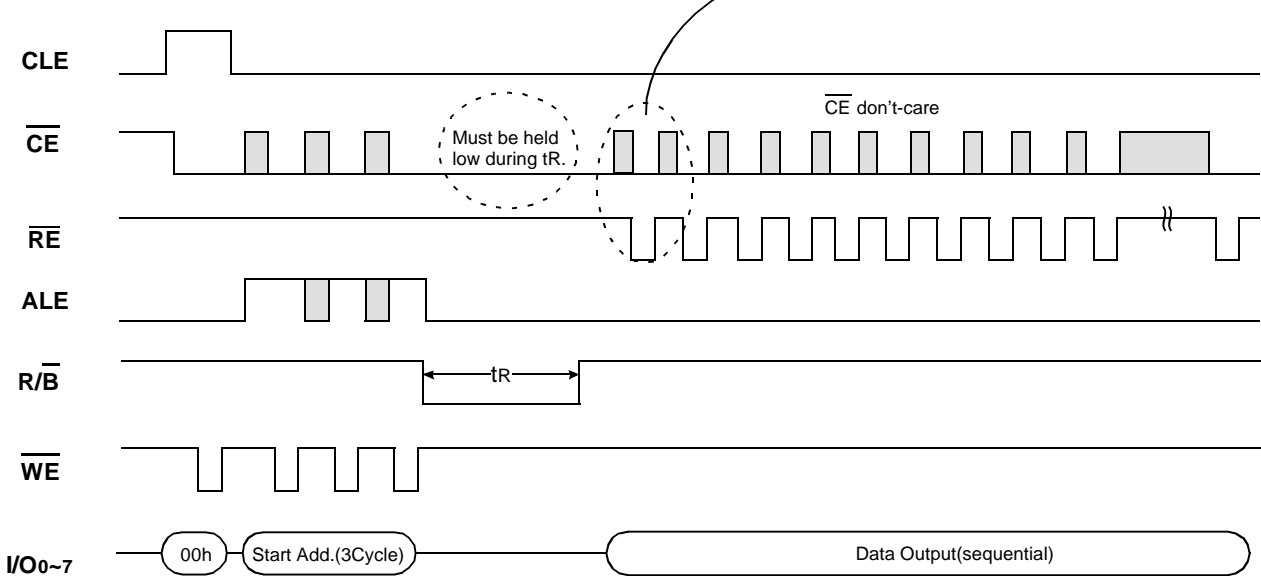 CLE
CE don't-care
CE
Must be held
low during tR.
RE
ALE
R/B
tR
WE
I/O0~7
00h
Start Add.(3Cycle)
Data Output(sequential)